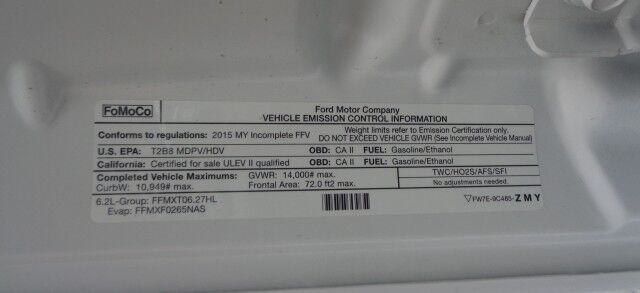 FoMoCo
Ford Motor Company
VEHICLE EMISSION CONTROL INFORMATION
Conforms to regulations: 2015 MY Incomplete FFV
Weight limits refer to Emission Certification only.
DO NOT EXCEED VEHICLE GVWR (See Incomplete Vehicle Manual)
U.S. EPA: T2B8 MDPV/HDV OBD: CA II FUEL: Gasoline/Ethanol
California: Certified for sale ULEV II qualified OBD: CA II FUEL: Gasoline/Ethanol
Completed Vehicle Maximums: GVWR: 14,000# max. TWC/HO2S/AFS/SFI
CurbW: 10,949# max. Frontal Area: 72.0 ft2 max. No adjustments needed.
6.2L-Group: FFMXT06.27HL
Evap: FFMXF0265NAS
FW7E-9C485- ZMY